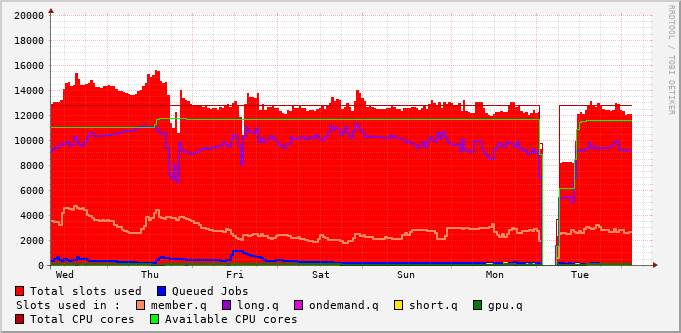 20000
18000
16000
14000
12000
10000
8000
6000
4000
2000
0
Wed Thu Fri Sat Sun Mon Tue
RRDTOOL / TOBI OETIKER
Total slots used Queued Jobs
Slots used in : member.q long.q ondemand.q short.q gpu.q
Total CPU cores Available CPU cores